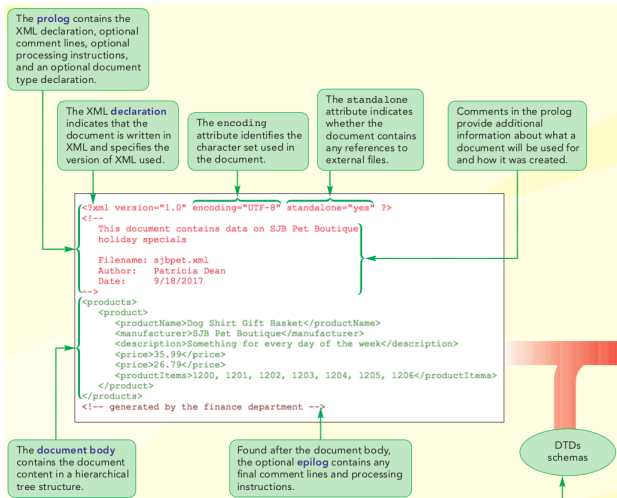 The prolog contains the
XML declaration, optional
comment lines, optional
processing instructions,
and an optional document
type declaration.
The XML declaration
indicates that the
document is written in
XML and specifies the
version of XML used.
The encoding
attribute identifies the
character set used in
the document.
The standalone
attribute indicates
whether the
document contains
any references to
external files.
Comments in the prolog
provide additional
information about what a
document will be used for
and how it was created.
<?xml version="1.0" encoding="UTF-8" standalone="yes" ?>
<!--
This document contains data on SJB Pet Boutique
holiday specials
Filename: sjbpet.xml
Author: Patricia Dean
Date: 9/18/2017
-->
<products>
<product>
<productName>Dog Shirt Gift Basket</productName>
<manufacturer>SJB Pet Boutique</manufacturer>
<description>Something for every day of the week</description>
<price>35.99</price>
<price>26.79</price>
<productItems>1200, 1201, 1202, 1203, 1204, 1205, 1206</productItems>
</product>
</products>
<!-- generated by the finance department -->
The document body
contains the document
content in a hierarchical
tree structure.
Found after the document body,
the optional epilog contains any
final comment lines and processing
instructions.
DTDs
schemas